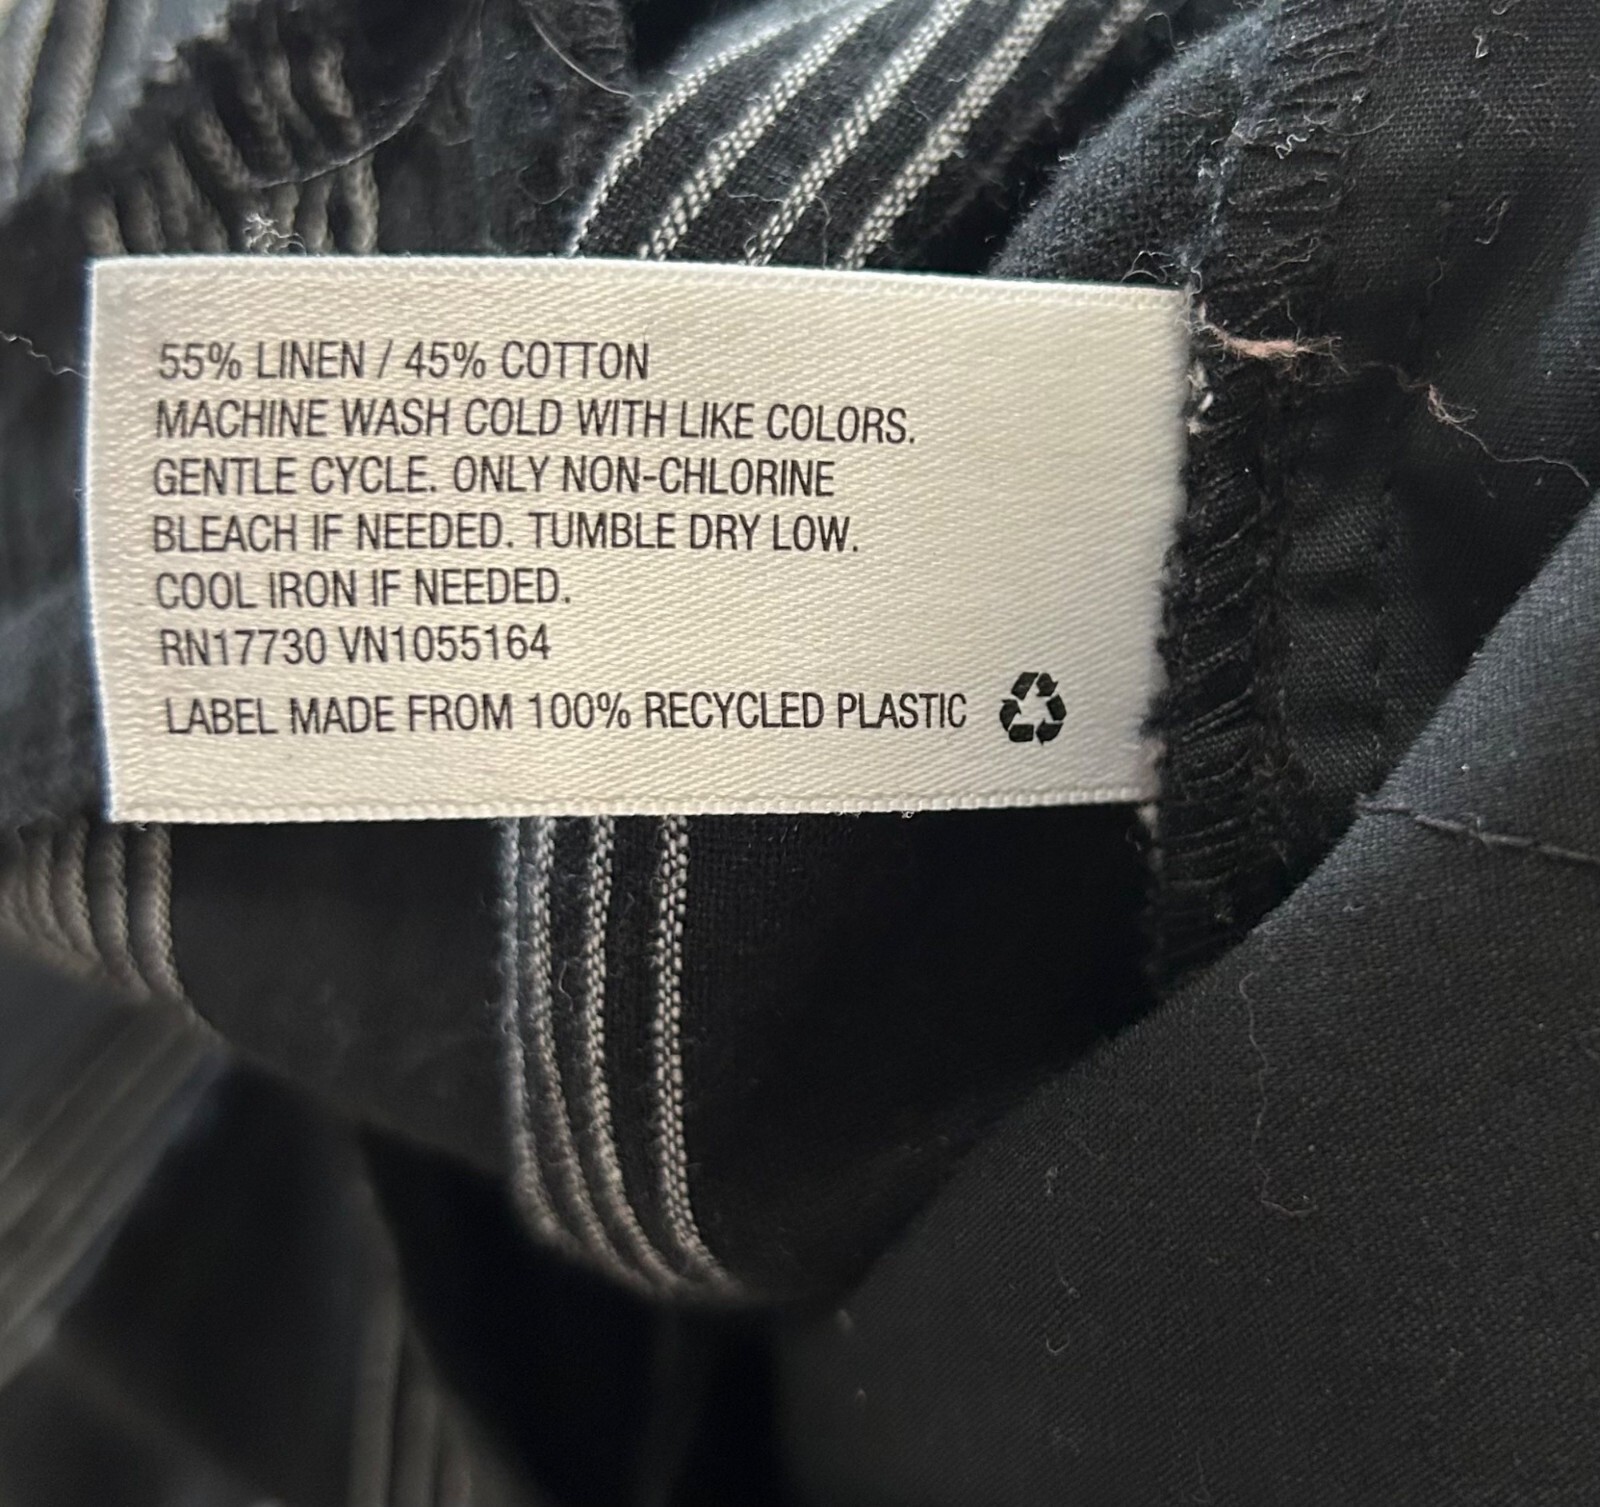 55% LINEN / 45% COTTON
MACHINE WASH COLD WITH LIKE COLORS.
GENTLE CYCLE. ONLY NON-CHLORINE
BLEACH IF NEEDED. TUMBLE DRY LOW.
COOL IRON IF NEEDED.
RN17730 VN1055164
LABEL MADE FROM 100% RECYCLED PLASTIC